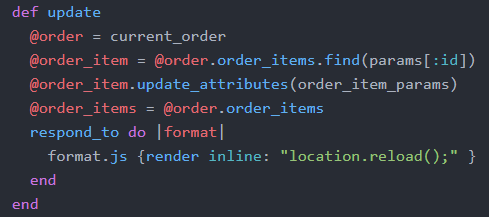 def update
@order = current_order
@order_item = @order.order_items.find(params[:id])
@order_item.update_attributes(order_item_params)
@order_items = @order.order_items
respond_to do |format|
format.js {render inline: "location.reload();" }
end
end